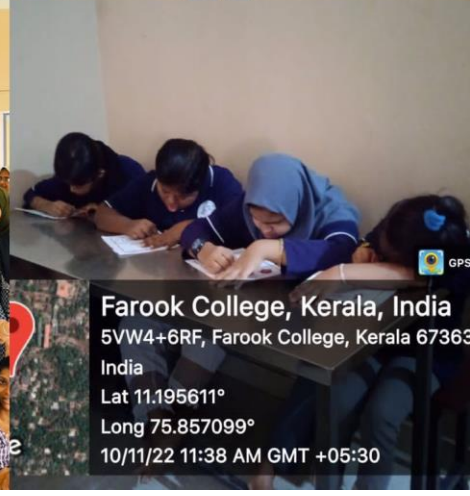 GPS
Farook College, Kerala, India
5VW4+6RF, Farook College, Kerala 67363
India
Lat 11.195611°
Long 75.857099°
10/11/22 11:38 AM GMT +05:30
e